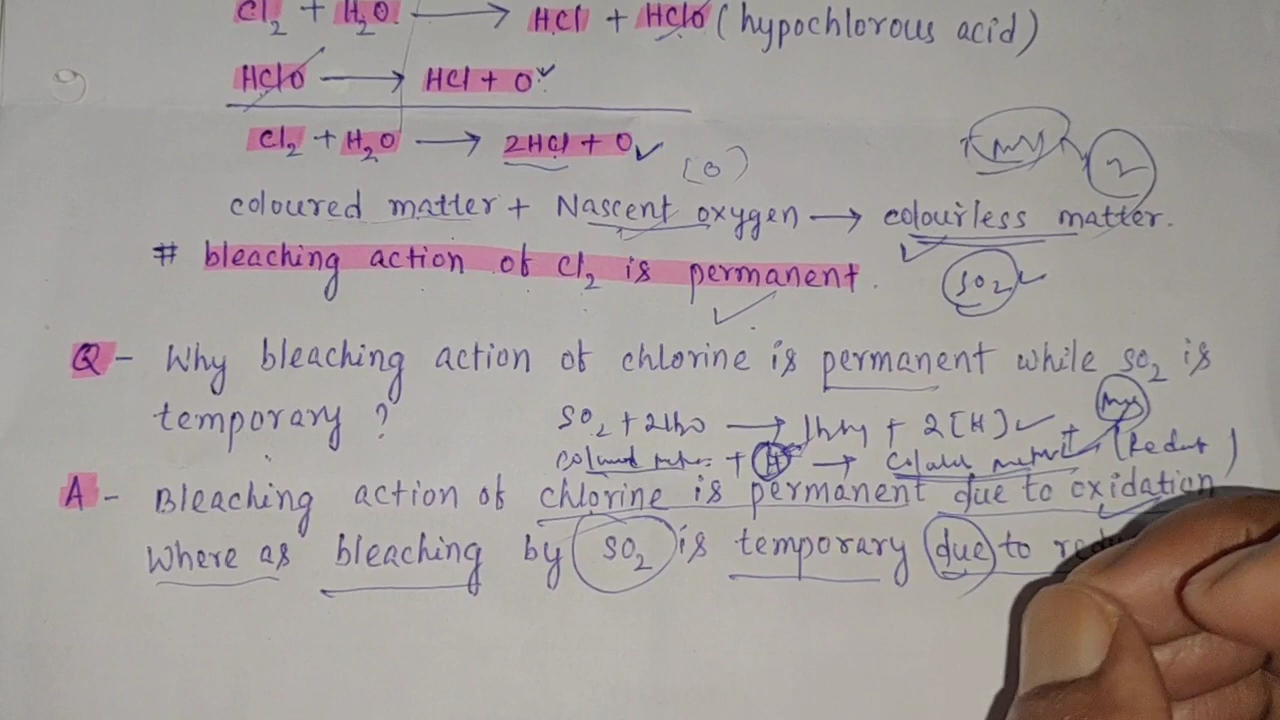 Cl2 + H2O. → HCl + HClO (hypochlorous acid)
HClO → HCl + O
Cl2 + H2O → 2HCl + O
[O]
2
coloured matter + Nascent oxygen → colourless matter.
# bleaching action of Cl2 is permanent.
SO2
Q - Why bleaching action of chlorine is permanent while SO2 is
temporary ?
SO2 + 2H2O → + 2[H] +
+ H →
A - Bleaching action of chlorine is permanent due to oxidation
Where as bleaching by SO2 is temporary due to